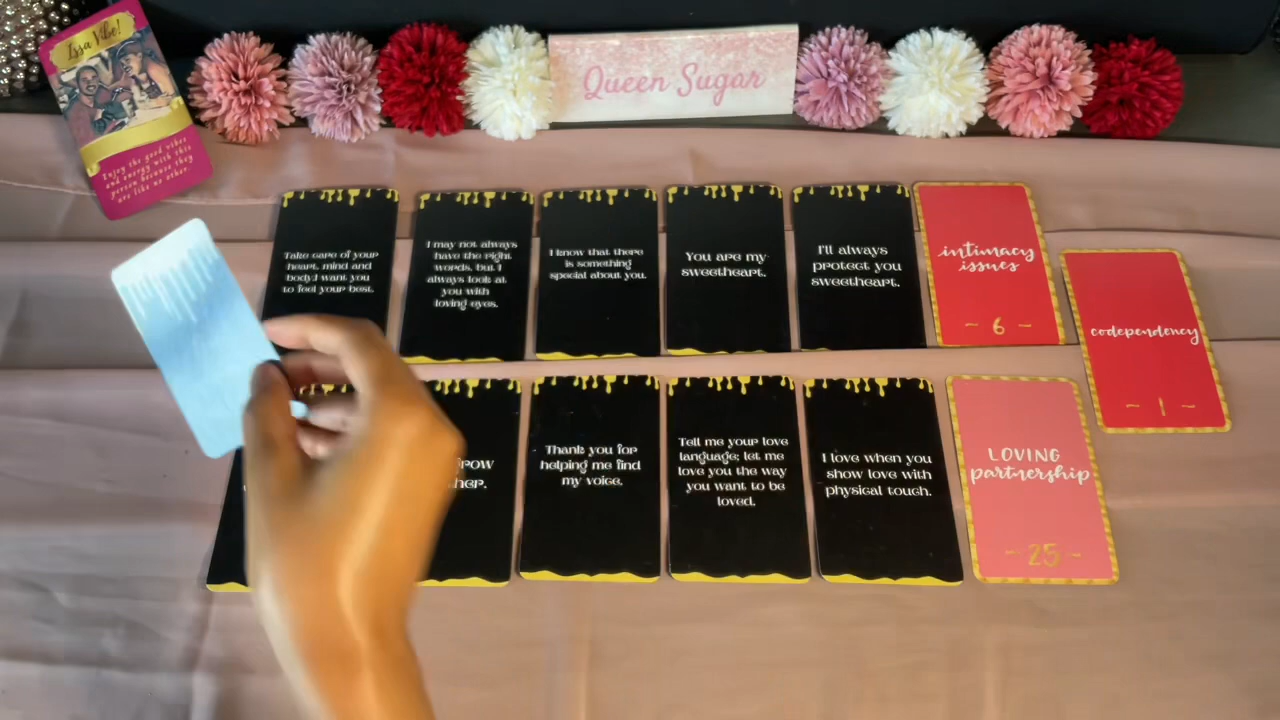 Issa Vibe!
Enjoy the good vibes
and energy with this
person because they
are like no other.
Queen Sugar
Take care of your
heart, mind and
body.I want you
to feel your best.
I may not always
have the right
words, but I
always look at
you with
loving eyes.
I know that there
is something
special about you.
You are my
sweetheart.
I'll always
protect you
sweetheart.
intimacy
issues
~ 6 ~
codependency
~ 1 ~
Thank you for
helping me find
my voice.
Tell me your love
language; let me
love you the way
you want to be
loved.
I love when you
show love with
physical touch.
LOVING
partnership
~ 25 ~